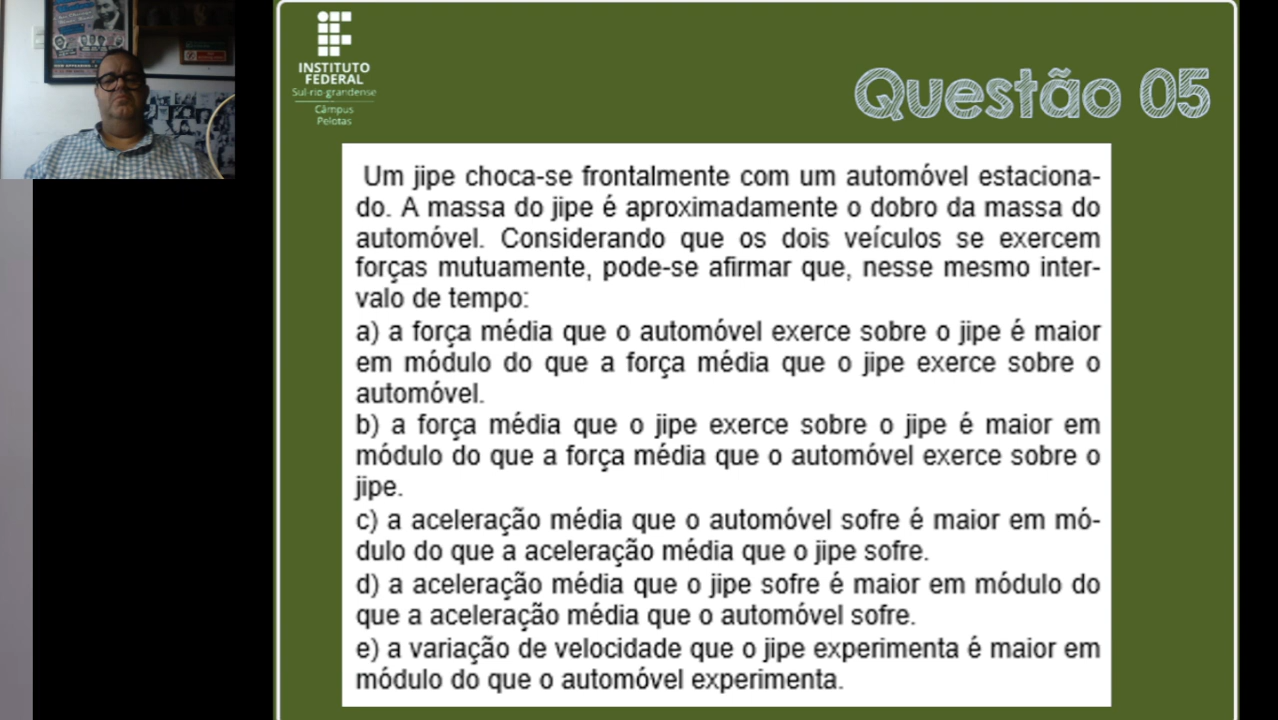 INSTITUTO
FEDERAL
Sul-rio-grandense
Câmpus
Pelotas
Questão 05
Um jipe choca-se frontalmente com um automóvel estaciona-
do. A massa do jipe é aproximadamente o dobro da massa do
automóvel. Considerando que os dois veículos se exercem
forças mutuamente, pode-se afirmar que, nesse mesmo inter-
valo de tempo:
a) a força média que o automóvel exerce sobre o jipe é maior
em módulo do que a força média que o jipe exerce sobre o
automóvel.
b) a força média que o jipe exerce sobre o jipe é maior em
módulo do que a força média que o automóvel exerce sobre o
jipe.
c) a aceleração média que o automóvel sofre é maior em mó-
dulo do que a aceleração média que o jipe sofre.
d) a aceleração média que o jipe sofre é maior em módulo do
que a aceleração média que o automóvel sofre.
e) a variação de velocidade que o jipe experimenta é maior em
módulo do que o automóvel experimenta.